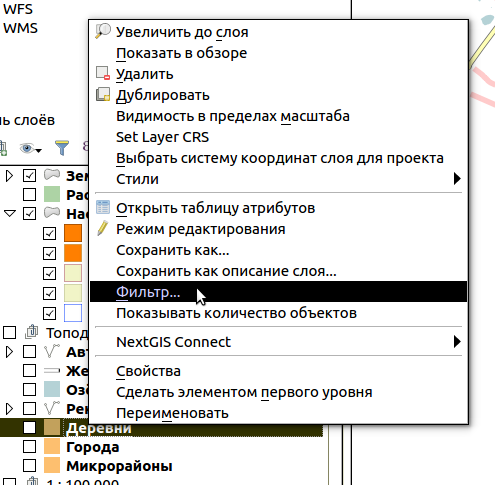 WFS
WMS
Увеличить до слоя
Показать в обзоре
Удалить
Дублировать
Видимость в пределах масштаба
Set Layer CRS
Выбрать систему координат слоя для проекта
Стили
Открыть таблицу атрибутов
Режим редактирования
Сохранить как...
Сохранить как описание слоя...
Фильтр...
Показывать количество объектов
NextGIS Connect
Свойства
Сделать элементом первого уровня
Переименовать
ь слоёв
Зем
Рас
Нас
Топод
Авт
Же
Озё
Рек
Деревни
Города
Микрорайоны
1 : 100 000